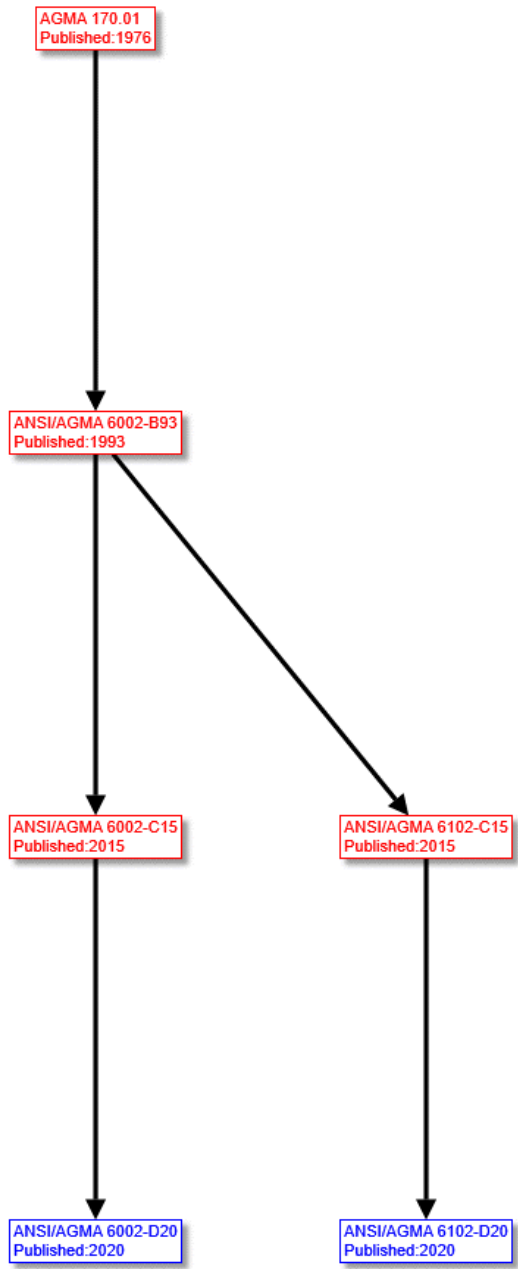 AGMA 170.01
Published:1976
ANSI/AGMA 6002-B93
Published:1993
ANSI/AGMA 6002-C15
Published:2015
ANSI/AGMA 6102-C15
Published:2015
ANSI/AGMA 6002-D20
Published:2020
ANSI/AGMA 6102-D20
Published:2020